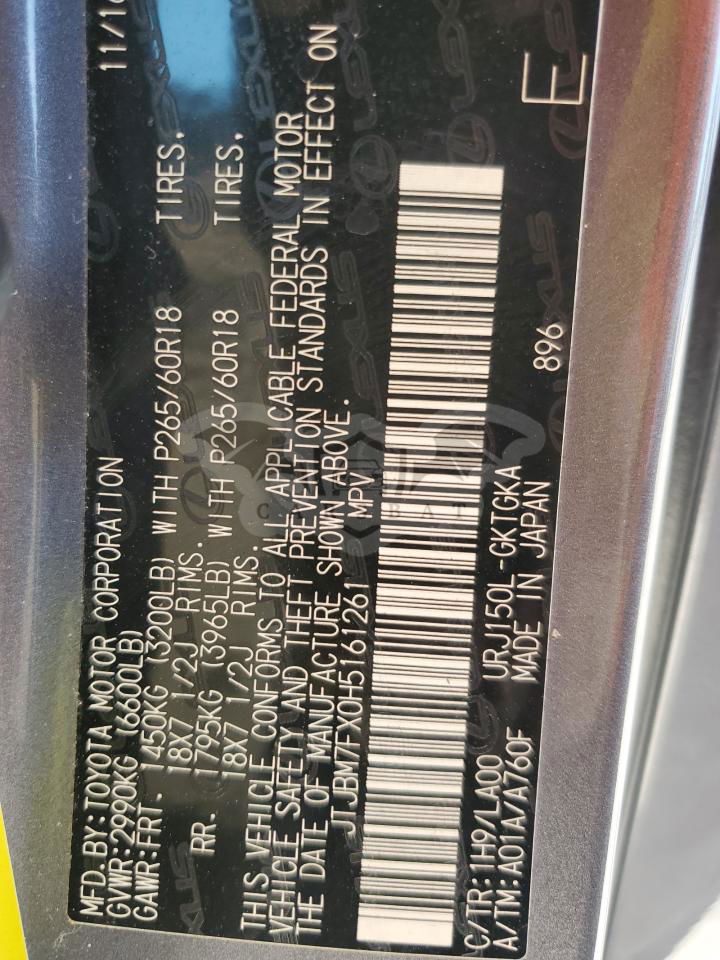 MFD.BY:TOYOTA MOTOR CORPORATION 11/16
GVWR:2990KG (6600LB)
GAWR:FRT. 1450KG (3200LB) WITH P265/60R18 TIRES.
18X7 1/2J RIMS.
RR. 1795KG (3965LB) WITH P265/60R18 TIRES.
18X7 1/2J RIMS.
THIS VEHICLE CONFORMS TO ALL APPLICABLE FEDERAL MOTOR
VEHICLE SAFETY AND THEFT PREVENTION STANDARDS IN EFFECT ON
THE DATE OF MANUFACTURE SHOWN ABOVE.
JTJBM7FX0H5161261 MPV
C/TR:1H9/LA00 URJ150L-GKTGKA 896
A/TM:A01A/A760F MADE IN JAPAN
E
LEXUS